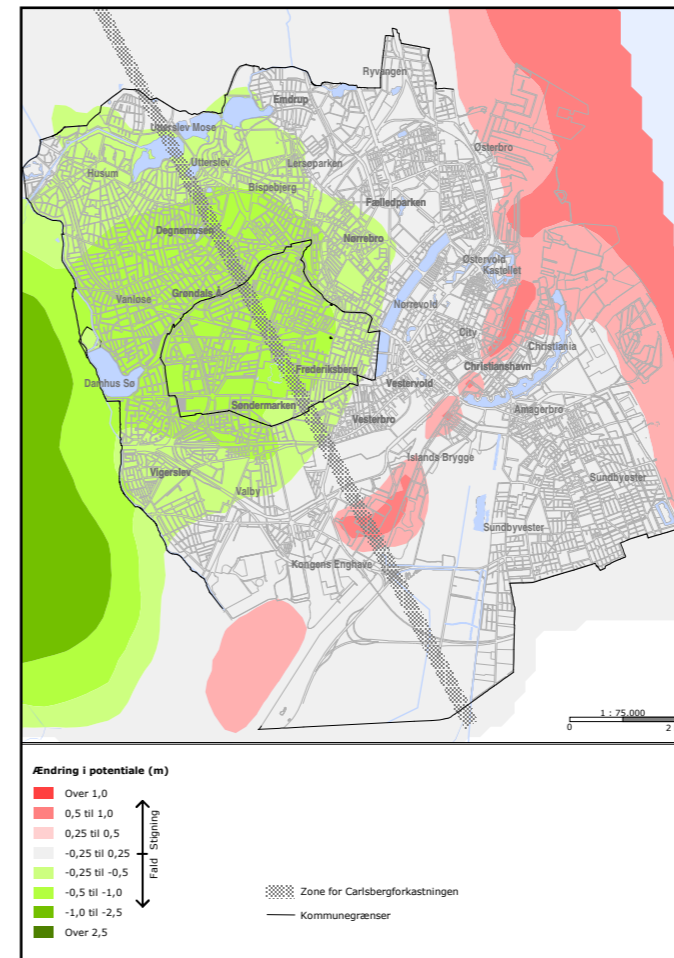 Ryvangen
Emdrup
Utterslev Mose
Østerbro
Utterslev
Lersøparken
Husum
Bispebjerg
Fælledparken
Degnemosen
Nørrebro
Østervold
Kastellet
Grøndals Å
Vanløse
Nørrevold
City
Christiania
Christianshavn
Frederiksberg
Damhus Sø
Vestervold
Søndermarken
Amagerbro
Vesterbro
Islands Brygge
Vigerslev
Valby
Sundbyøster
Sundbyvester
Kongens Enghave
1 : 75.000
0
2
Ændring i potentiale (m)
Over 1,0
0,5 til 1,0
0,25 til 0,5
-0,25 til 0,25
-0,25 til -0,5
-0,5 til -1,0
-1,0 til -2,5
Over 2,5
Fald Stigning
Zone for Carlsbergforkastningen
Kommunegrænser